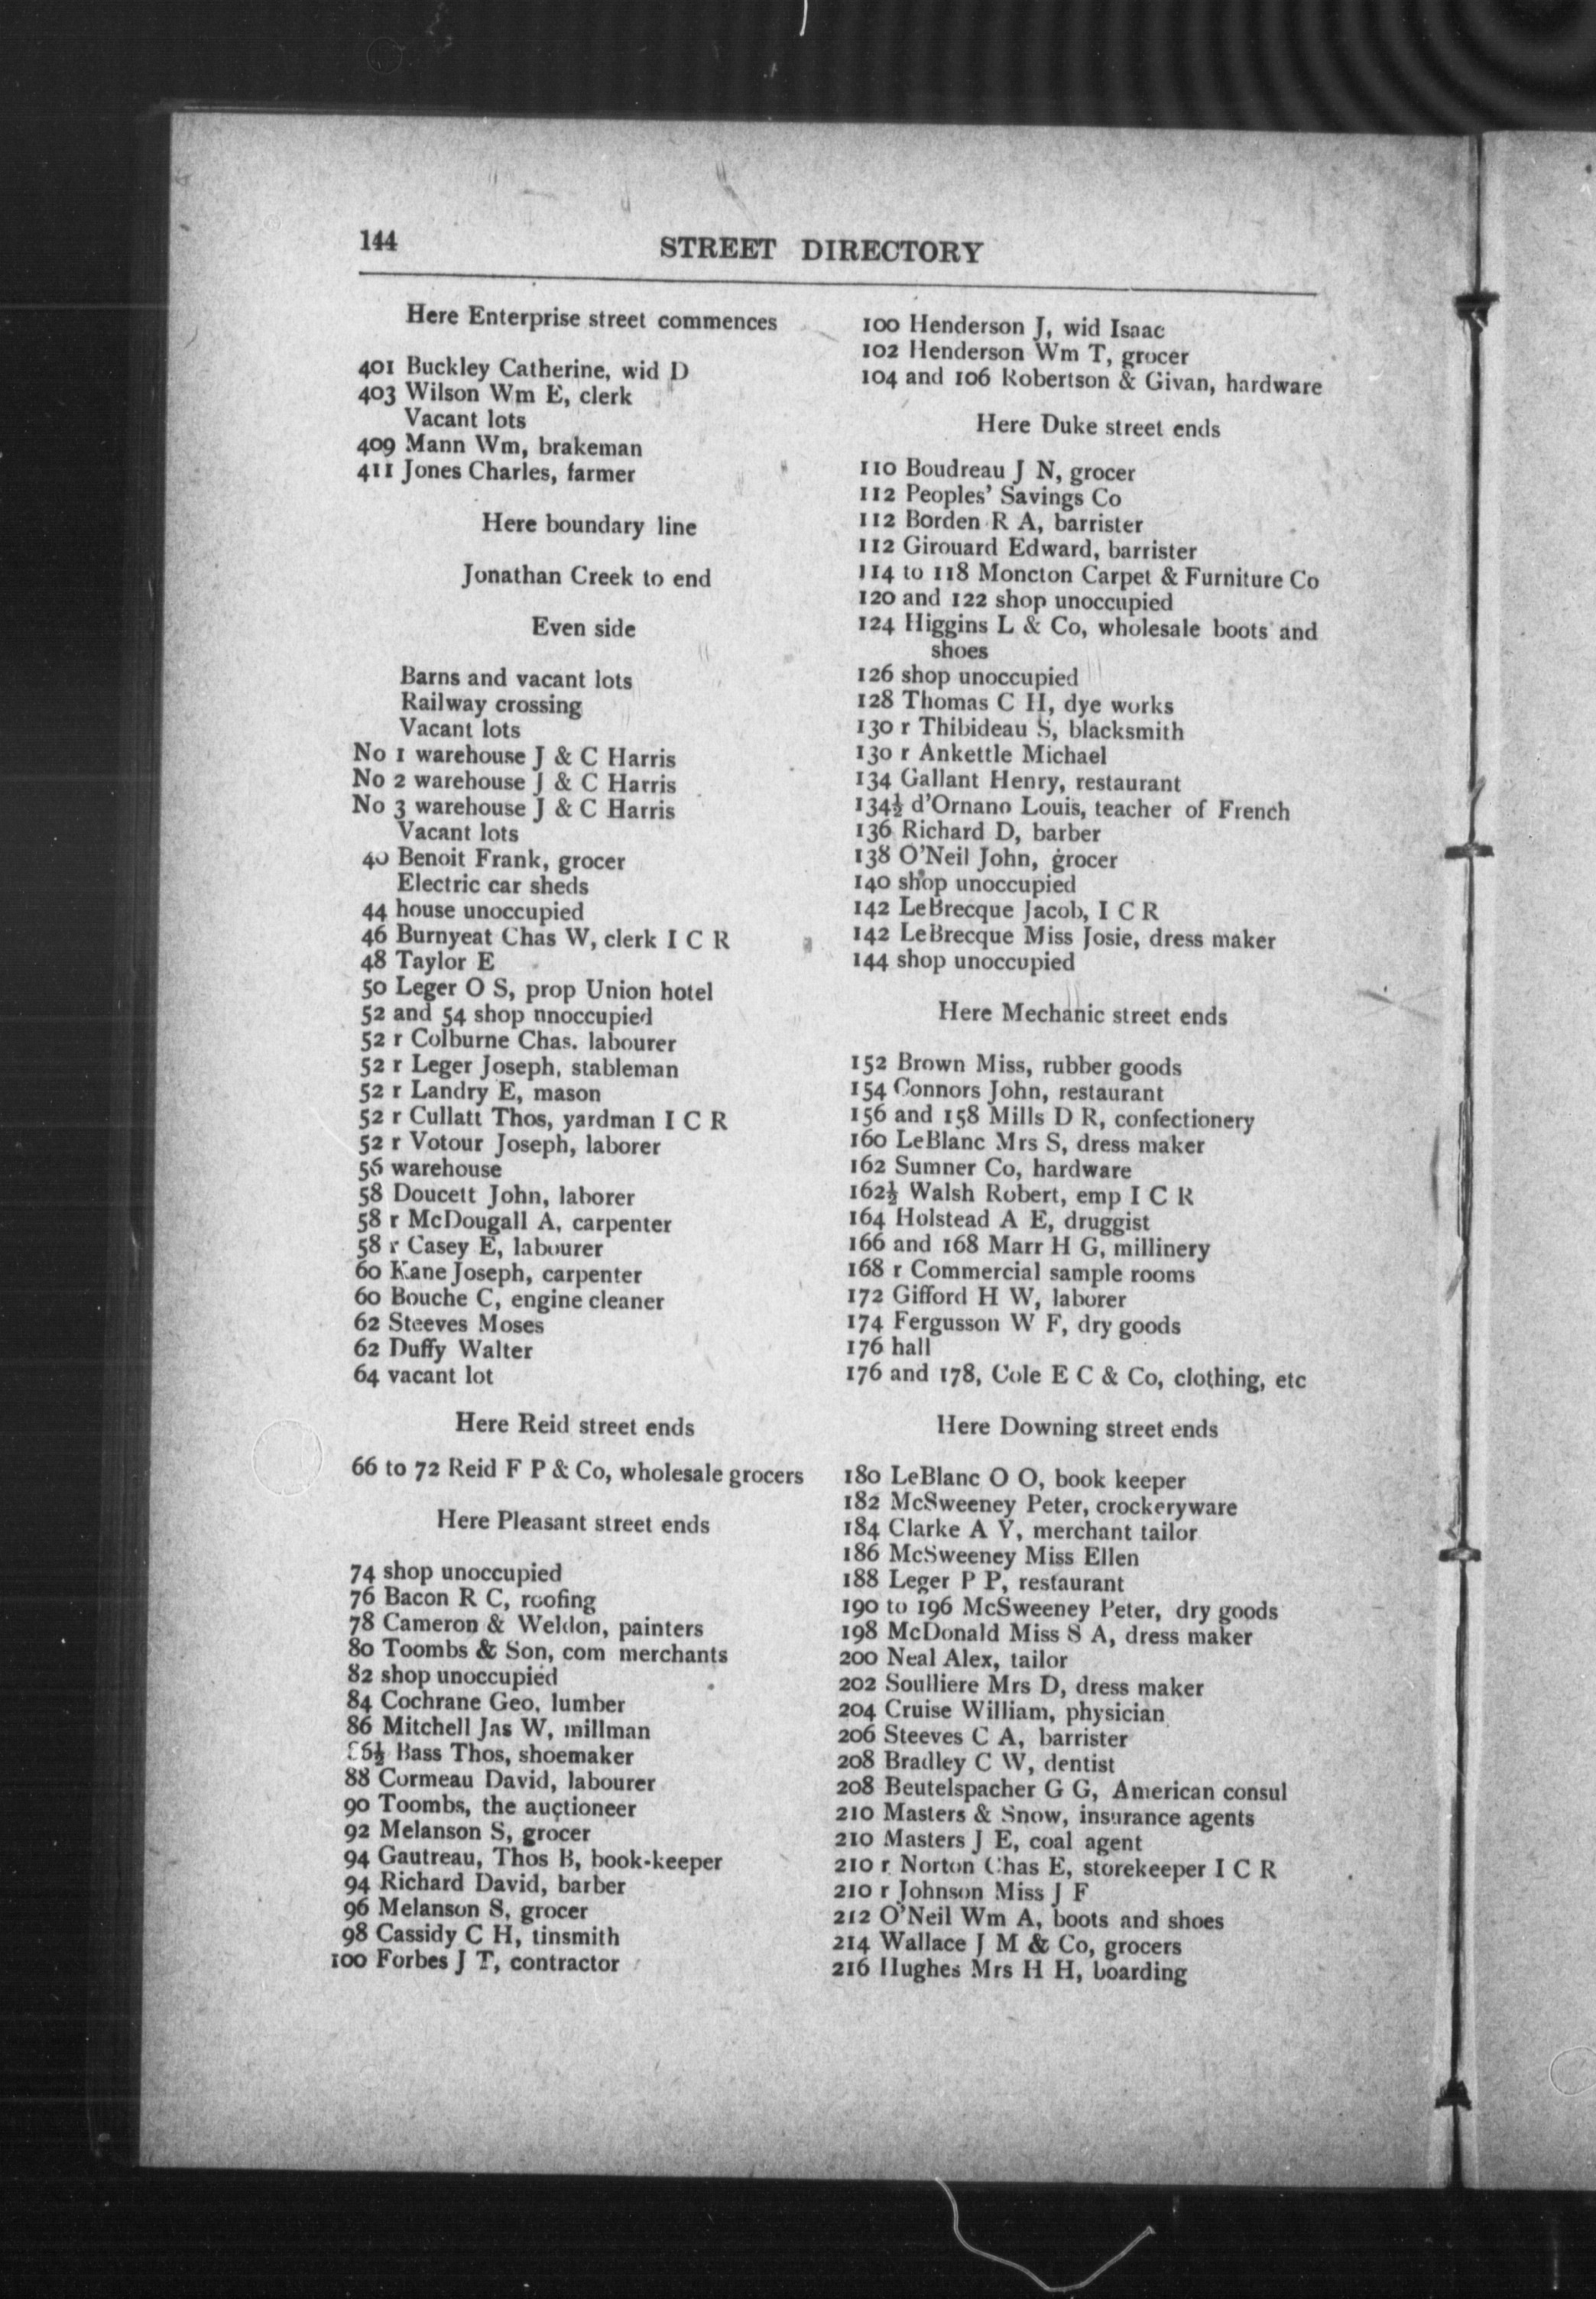 144
STREET DIRECTORY
Here Enterprise street commences
401 Buckley Catherine, wid D
403 Wilson Wm E, clerk
Vacant lots
409 Mann Wm, brakeman
411 Jones Charles, farmer
Here boundary line
Jonathan Creek to end
Even side
Barns and vacant lots
Railway crossing
Vacant lots
No 1 warehouse J & C Harris
No 2 warehouse J & C Harris
No 3 warehouse J & C Harris
Vacant lots
40 Benoit Frank, grocer
Electric car sheds
44 house unoccupied
46 Burnyeat Chas W, clerk I C R
48 Taylor E
50 Leger O S, prop Union hotel
52 and 54 shop nnoccupied
52 r Colburne Chas. labourer
52 r Leger Joseph, stableman
52 r Landry E, mason
52 r Cullatt Thos, yardman I C R
52 r Votour Joseph, laborer
56 warehouse
58 Doucett John, laborer
58 r McDougall A, carpenter
58 r Casey E, labourer
60 Kane Joseph, carpenter
60 Bouche C, engine cleaner
62 Steeves Moses
62 Duffy Walter
64 vacant lot
Here Reid street ends
66 to 72 Reid F P & Co, wholesale grocers
Here Pleasant street ends
74 shop unoccupied
76 Bacon R C, roofing
78 Cameron & Weldon, painters
80 Toombs & Son, com merchants
82 shop unoccupied
84 Cochrane Geo, lumber
86 Mitchell Jas W, millman
86½ Bass Thos, shoemaker
88 Cormeau David, labourer
90 Toombs, the auctioneer
92 Melanson S, grocer
94 Gautreau, Thos B, book-keeper
94 Richard David, barber
96 Melanson S, grocer
98 Cassidy C H, tinsmith
100 Forbes J T, contractor
100 Henderson J, wid Isaac
102 Henderson Wm T, grocer
104 and 106 Robertson & Givan, hardware
Here Duke street ends
110 Boudreau J N, grocer
112 Peoples' Savings Co
112 Borden R A, barrister
112 Girouard Edward, barrister
114 to 118 Moncton Carpet & Furniture Co
120 and 122 shop unoccupied
124 Higgins L & Co, wholesale boots and
shoes
126 shop unoccupied
128 Thomas C H, dye works
130 r Thibideau S, blacksmith
130 r Ankettle Michael
134 Gallant Henry, restaurant
134½ d'Ornano Louis, teacher of French
136 Richard D, barber
138 O'Neil John, grocer
140 shop unoccupied
142 LeBrecque Jacob, I C R
142 LeBrecque Miss Josie, dress maker
144 shop unoccupied
Here Mechanic street ends
152 Brown Miss, rubber goods
154 Connors John, restaurant
156 and 158 Mills D R, confectionery
160 LeBlanc Mrs S, dress maker
162 Sumner Co, hardware
162½ Walsh Robert, emp I C R
164 Holstead A E, druggist
166 and 168 Marr H G, millinery
168 r Commercial sample rooms
172 Gifford H W, laborer
174 Fergusson W F, dry goods
176 hall
176 and 178, Cole E C & Co, clothing, etc
Here Downing street ends
180 LeBlanc O O, book keeper
182 McSweeney Peter, crockeryware
184 Clarke A Y, merchant tailor
186 McSweeney Miss Ellen
188 Leger P P, restaurant
190 to 196 McSweeney Peter, dry goods
198 McDonald Miss S A, dress maker
200 Neal Alex, tailor
202 Soulliere Mrs D, dress maker
204 Cruise William, physician
206 Steeves C A, barrister
208 Bradley C W, dentist
208 Beutelspacher G G, American consul
210 Masters & Snow, insurance agents
210 Masters J E, coal agent
210 r Norton Chas E, storekeeper I C R
210 r Johnson Miss J F
212 O'Neil Wm A, boots and shoes
214 Wallace J M & Co, grocers
216 Hughes Mrs H H, boarding